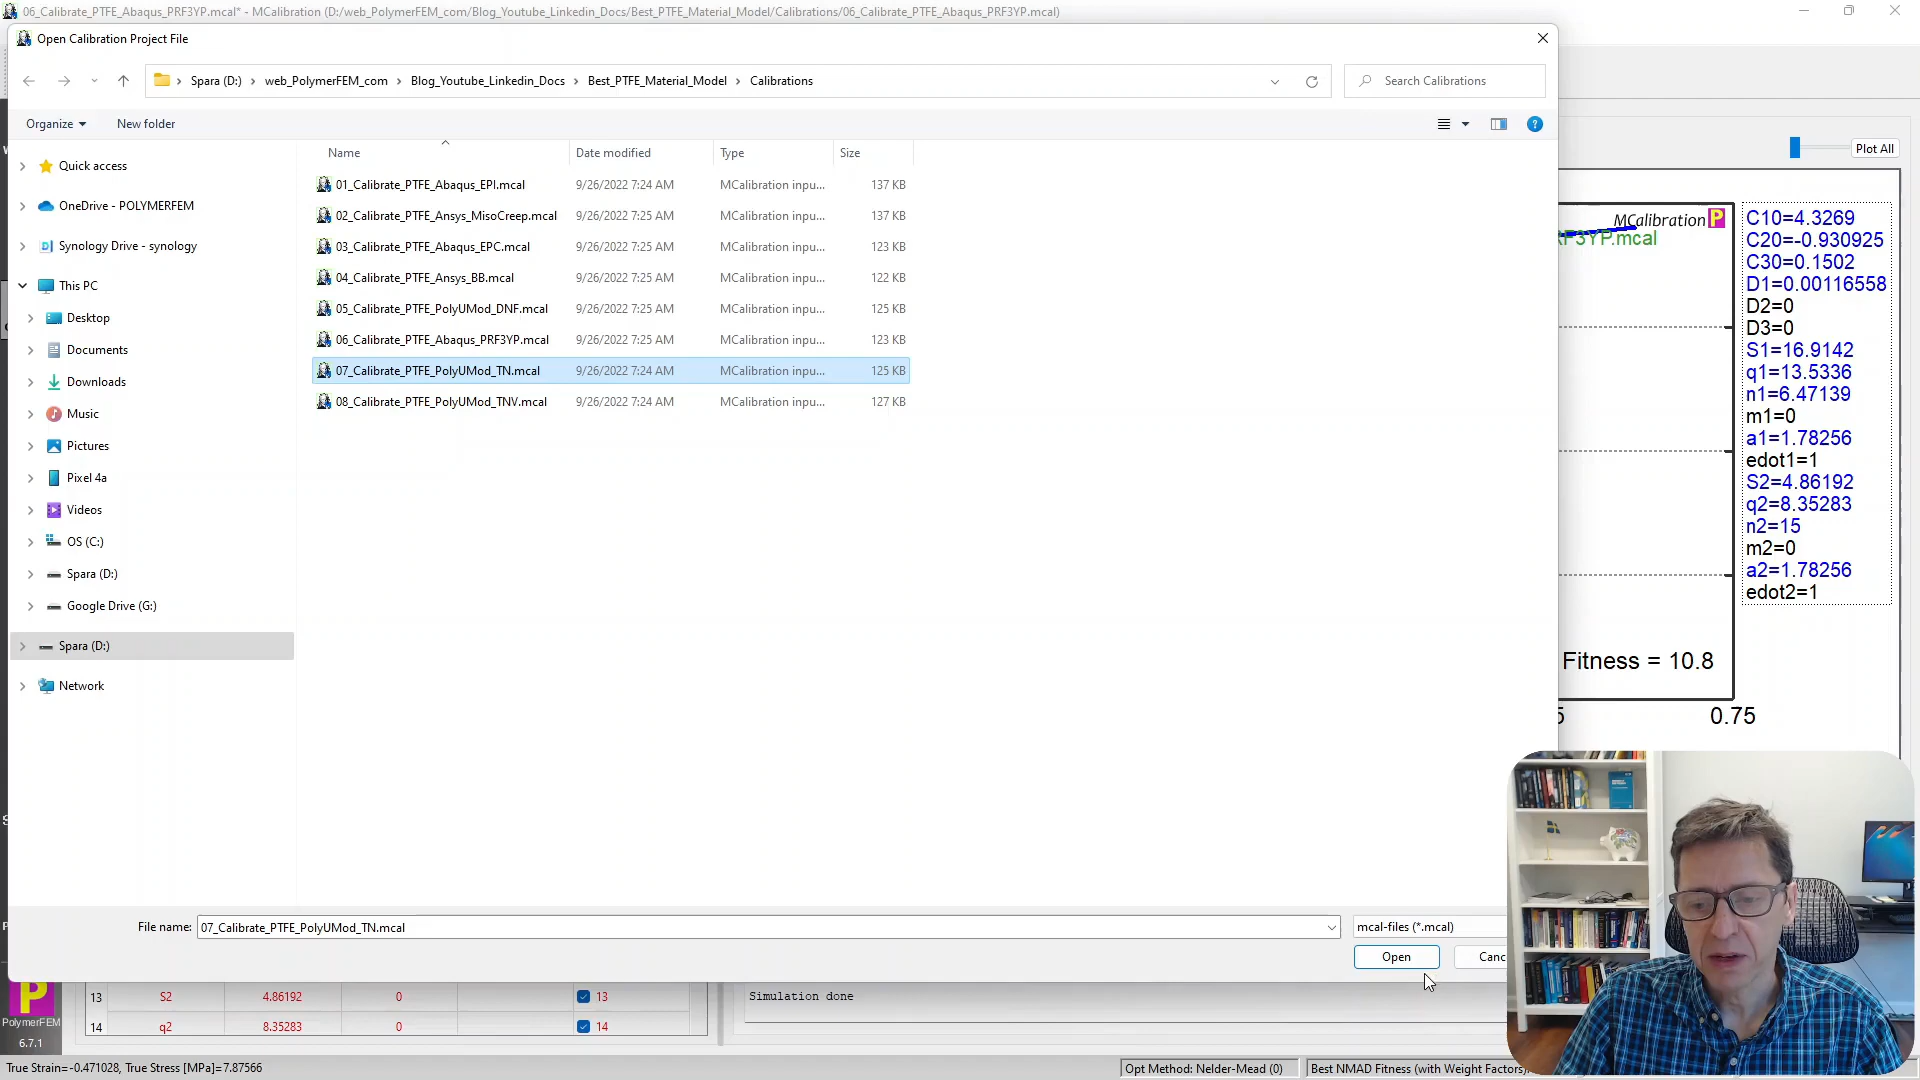 06_Calibrate_PTFE_Abaqus_PRF3YP.mcal* - MCalibration (D:/web_PolymerFEM_com/Blog_Youtube_Linkedin_Docs/Best_PTFE_Material_Model/Calibrations/06_Calibrate_PTFE_Abaqus_PRF3YP.mcal)
Open Calibration Project File
Spara (D:) > web_PolymerFEM_com > Blog_Youtube_Linkedin_Docs > Best_PTFE_Material_Model > Calibrations
Search Calibrations
Organize
New folder
Name Date modified Type Size
01_Calibrate_PTFE_Abaqus_EPI.mcal 9/26/2022 7:24 AM MCalibration inpu... 137 KB
02_Calibrate_PTFE_Ansys_MisoCreep.mcal 9/26/2022 7:25 AM MCalibration inpu... 137 KB
03_Calibrate_PTFE_Abaqus_EPC.mcal 9/26/2022 7:25 AM MCalibration inpu... 123 KB
04_Calibrate_PTFE_Ansys_BB.mcal 9/26/2022 7:25 AM MCalibration inpu... 122 KB
05_Calibrate_PTFE_PolyUMod_DNF.mcal 9/26/2022 7:25 AM MCalibration inpu... 125 KB
06_Calibrate_PTFE_Abaqus_PRF3YP.mcal 9/26/2022 7:25 AM MCalibration inpu... 123 KB
07_Calibrate_PTFE_PolyUMod_TN.mcal 9/26/2022 7:24 AM MCalibration inpu... 125 KB
08_Calibrate_PTFE_PolyUMod_TNV.mcal 9/26/2022 7:24 AM MCalibration inpu... 127 KB
Quick access
OneDrive - POLYMERFEM
Synology Drive - synology
This PC
Desktop
Documents
Downloads
Music
Pictures
Pixel 4a
Videos
OS (C:)
Spara (D:)
Google Drive (G:)
Spara (D:)
Network
File name: 07_Calibrate_PTFE_PolyUMod_TN.mcal
mcal-files (*.mcal)
Open
Canc
Plot All
MCalibration P
RF3YP.mcal
C10=4.3269
C20=-0.930925
C30=0.1502
D1=0.00116558
D2=0
D3=0
S1=16.9142
q1=13.5336
n1=6.47139
m1=0
a1=1.78256
edot1=1
S2=4.86192
q2=8.35283
n2=15
m2=0
a2=1.78256
edot2=1
Fitness = 10.8
5
0.75
13 S2 4.86192 0 13
14 q2 8.35283 0 14
Simulation done
P
PolymerFEM
6.7.1
True Strain=-0.471028, True Stress [MPa]=7.87566
Opt Method: Nelder-Mead (0)
Best NMAD Fitness (with Weight Factors)